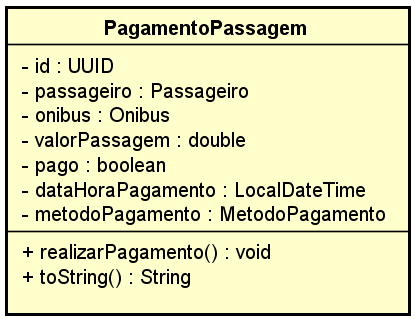 PagamentoPassagem
- id : UUID
- passageiro : Passageiro
- onibus : Onibus
- valorPassagem : double
- pago : boolean
- dataHoraPagamento : LocalDateTime
- metodoPagamento : MetodoPagamento
+ realizarPagamento() : void
+ toString() : String